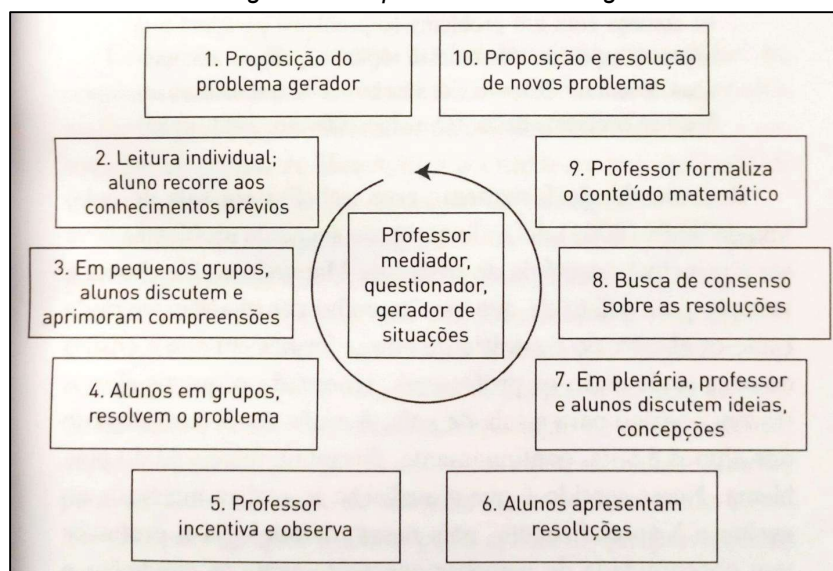 1. Proposição do
problema gerador
10. Proposição e resolução
de novos problemas
2. Leitura individual;
aluno recorre aos
conhecimentos prévios
9. Professor formaliza
o conteúdo matemático
Professor
mediador,
questionador,
gerador de
situações
3. Em pequenos grupos,
alunos discutem e
aprimoram compreensões
8. Busca de consenso
sobre as resoluções
4. Alunos em grupos,
resolvem o problema
7. Em plenária, professor
e alunos discutem ideias,
concepções
5. Professor
incentiva e observa
6. Alunos apresentam
resoluções